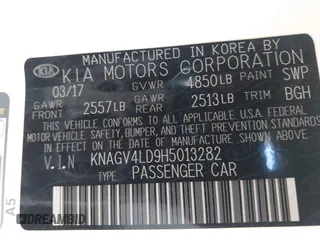 MANUFACTURED IN KOREA BY
KIA KIA MOTORS CORPORATION
03/17 GVWR 4850LB PAINT SWP
GAWR FRONT 2557LB GAWR REAR 2513LB TRIM BGH
THIS VEHICLE CONFORMS TO ALL APPLICABLE U.S. FEDERAL
MOTOR VEHICLE SAFETY, BUMPER, AND THEFT PREVENTION STANDARDS
IN EFFECT ON THE DATE OF MANUFACTURE SHOWN ABOVE.
V.I.N KNAGV4LD9H5013282
TYPE: PASSENGER CAR
A5
DREAMBID